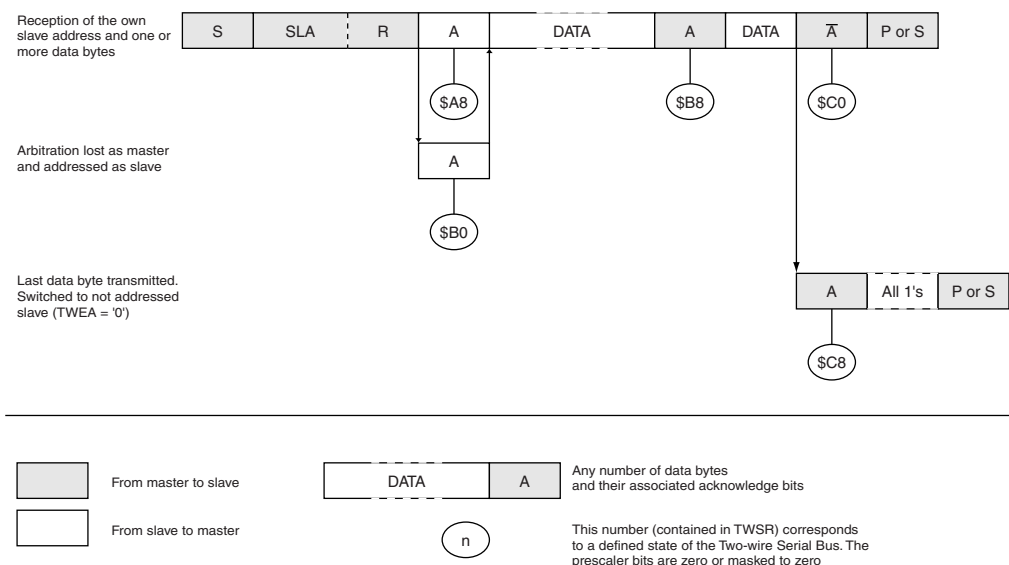 Reception of the own
slave address and one or
more data bytes
S SLA R A DATA A DATA A̅ P or S
$A8 $B8 $C0
Arbitration lost as master
and addressed as slave
A
$B0
Last data byte transmitted.
Switched to not addressed
slave (TWEA = '0')
A All 1's P or S
$C8
From master to slave
DATA A
Any number of data bytes
and their associated acknowledge bits
From slave to master
n
This number (contained in TWSR) corresponds
to a defined state of the Two-wire Serial Bus. The
prescaler bits are zero or masked to zero